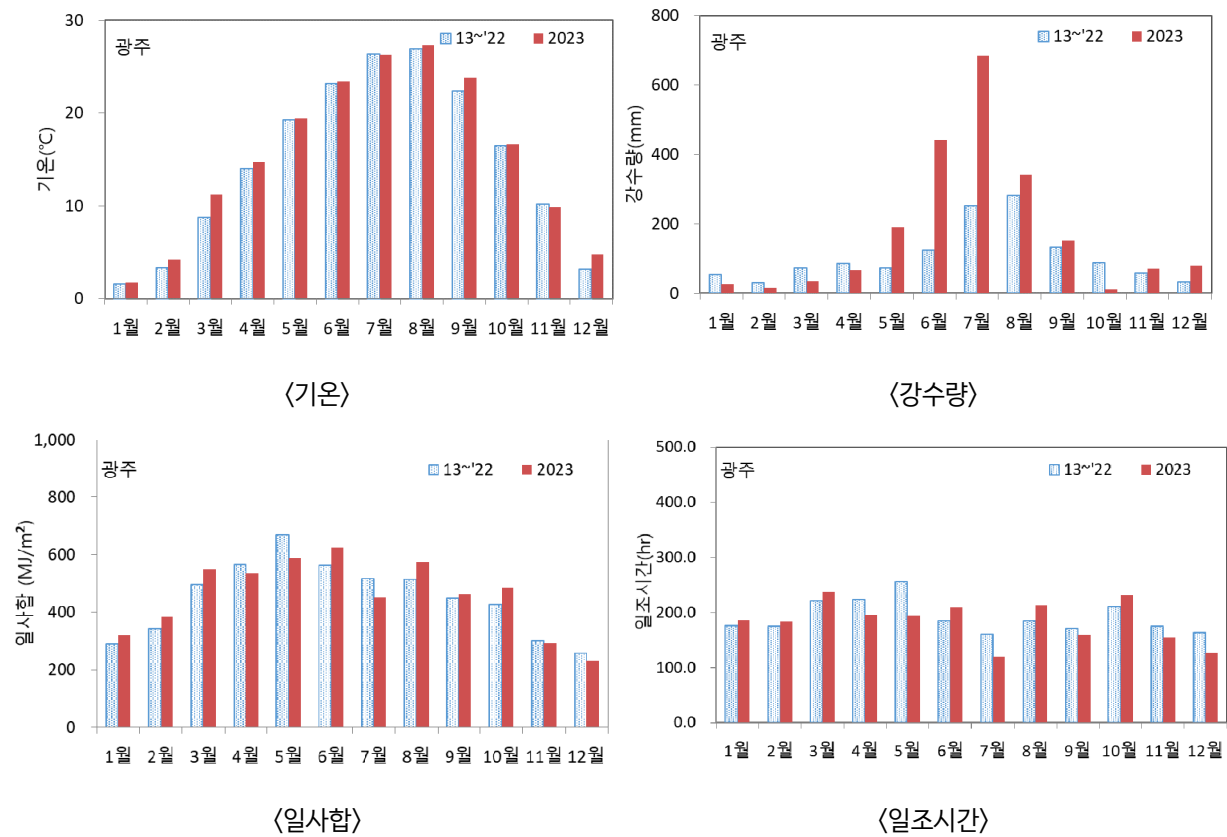 광주
13~'22 2023
30
20
10
0
기온(℃)
1월 2월 3월 4월 5월 6월 7월 8월 9월 10월 11월 12월
〈기온〉
광주
13~'22 2023
800
600
400
200
0
강수량(mm)
1월 2월 3월 4월 5월 6월 7월 8월 9월 10월 11월 12월
〈강수량〉
광주
13~'22 2023
1,000
800
600
400
200
0
일사합 (MJ/m²)
1월 2월 3월 4월 5월 6월 7월 8월 9월 10월 11월 12월
〈일사합〉
광주
13~'22 2023
500.0
400.0
300.0
200.0
100.0
0.0
일조시간(hr)
1월 2월 3월 4월 5월 6월 7월 8월 9월 10월 11월 12월
〈일조시간〉